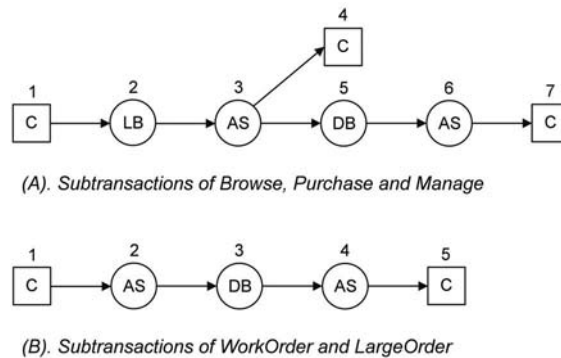 4
C
1 2 3 5 6 7
C LB AS DB AS C
(A). Subtransactions of Browse, Purchase and Manage
1 2 3 4 5
C AS DB AS C
(B). Subtransactions of WorkOrder and LargeOrder